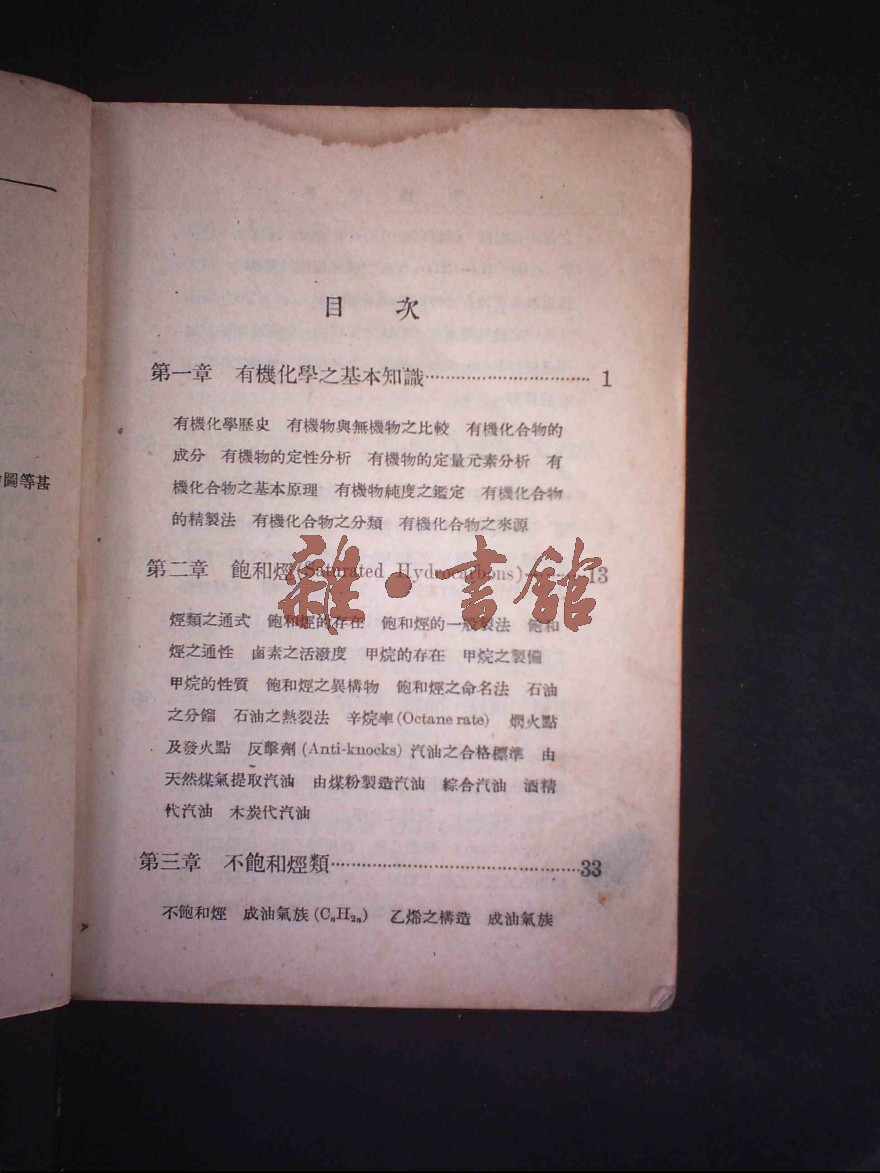 目 次
第一章 有機化學之基本知識 1
有機化學歷史 有機物與無機物之比較 有機化合物的
成分 有機物的定性分析 有機物的定量元素分析 有
機化合物之基本原理 有機物純度之鑑定 有機化合物
的精製法 有機化合物之分類 有機化合物之來源
第二章 飽和烴(Saturated Hydrocarbons) 13
烴類之通式 飽和烴的存在 飽和烴的一般製法 飽和
烴之通性 鹵素之活潑度 甲烷的存在 甲烷之製備
甲烷的性質 飽和烴之異構物 飽和烴之命名法 石油
之分餾 石油之熱裂法 辛烷率(Octane rate) 燜火點
及發火點 反擊劑(Anti-knocks) 汽油之合格標準 由
天然煤氣提取汽油 由煤粉製造汽油 綜合汽油 酒精
代汽油 木炭代汽油
第三章 不飽和烴類 33
不飽和烴 成油氣族(CₙH₂ₙ) 乙烯之構造 成油氣族
圖等甚
雜·書館